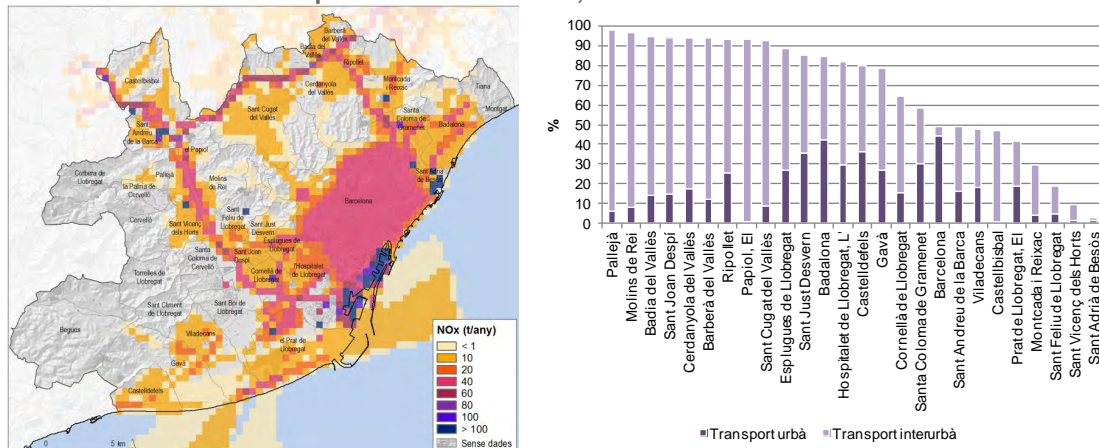 Barberà
del Vallès
Badia del
Vallès
Ripollet
Castellbisbal
Cerdanyola
del Vallès
Montcada
i Reixac
Tiana
Montgat
Sant Cugat
del Vallès
Santa
Coloma de
Gramenet
Badalona
Sant
Andreu de
la Barca
el Papiol
Sant Adrià
de Besòs
Corbera de
Llobregat
Pallejà
la Palma de
Cervelló
Molins
de Rei
Barcelona
Cervelló
Sant
Feliu de
Llobregat
Sant Just
Desvern
Sant Vicenç
dels Horts
Esplugues de
Llobregat
Sant Joan
Despí
Santa
Coloma de
Cervelló
l'Hospitalet
de Llobregat
Cornellà de
Llobregat
Torrelles de
Llobregat
Sant Climent
de Llobregat
Sant Boi de
Llobregat
Begues
Viladecans
el Prat de
Llobregat
Gavà
Castelldefels
0 5 km
NOx (t/any)
< 1
10
20
40
60
80
100
> 100
Sense dades
%
100
90
80
70
60
50
40
30
20
10
0
Pallejà
Molins de Rei
Badia del Vallès
Sant Joan Despí
Cerdanyola del Vallès
Barberà del Vallès
Ripollet
Papiol, El
Sant Cugat del Vallès
Esplugues de Llobregat
Sant Just Desvern
Badalona
Hospitalet de Llobregat, L'
Castelldefels
Gavà
Cornellà de Llobregat
Santa Coloma de Gramenet
Barcelona
Sant Andreu de la Barca
Viladecans
Castellbisbal
Prat de Llobregat, El
Montcada i Reixac
Sant Feliu de Llobregat
Sant Vicenç dels Horts
Sant Adrià de Besòs
Transport urbà
Transport interurbà